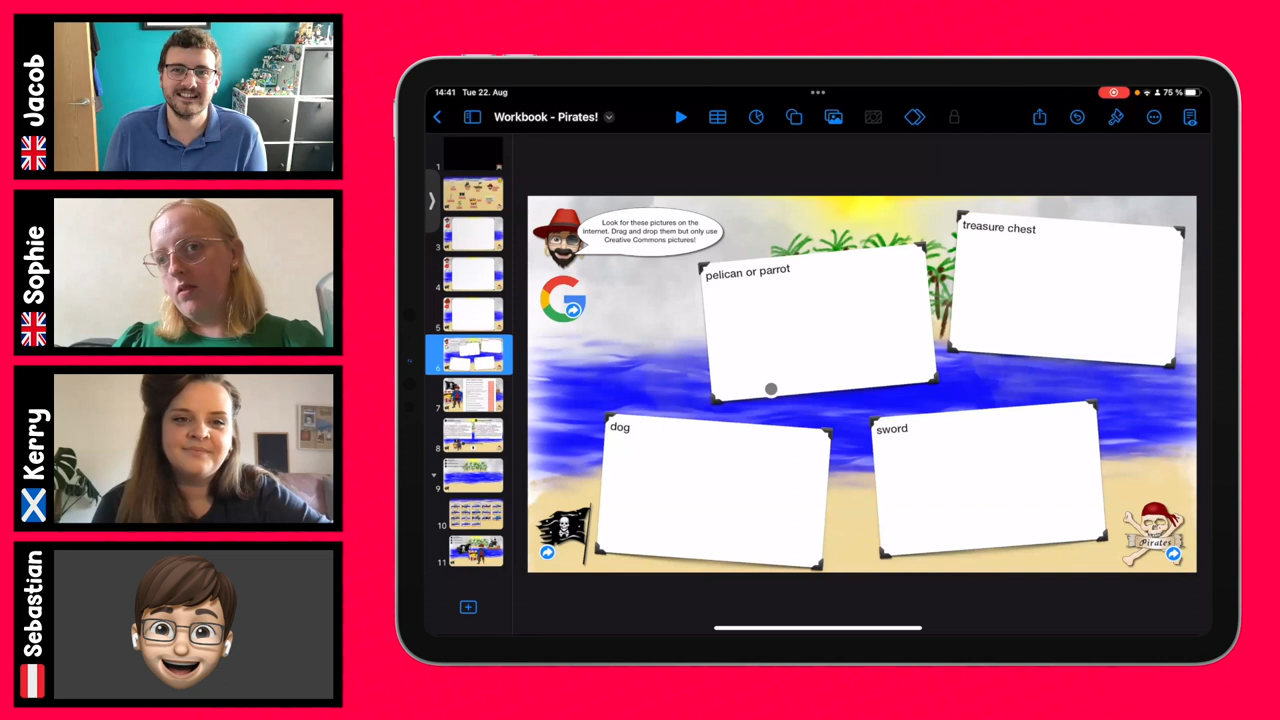 Jacob
Sophie
Kerry
Sebastian
14:41 Tue 22. Aug
75 %
Workbook - Pirates!
1
3
4
5
6
7
8
9
10
11
Look for these pictures on the
internet. Drag and drop them but only use
Creative Commons pictures!
G
pelican or parrot
treasure chest
dog
sword
Pirates